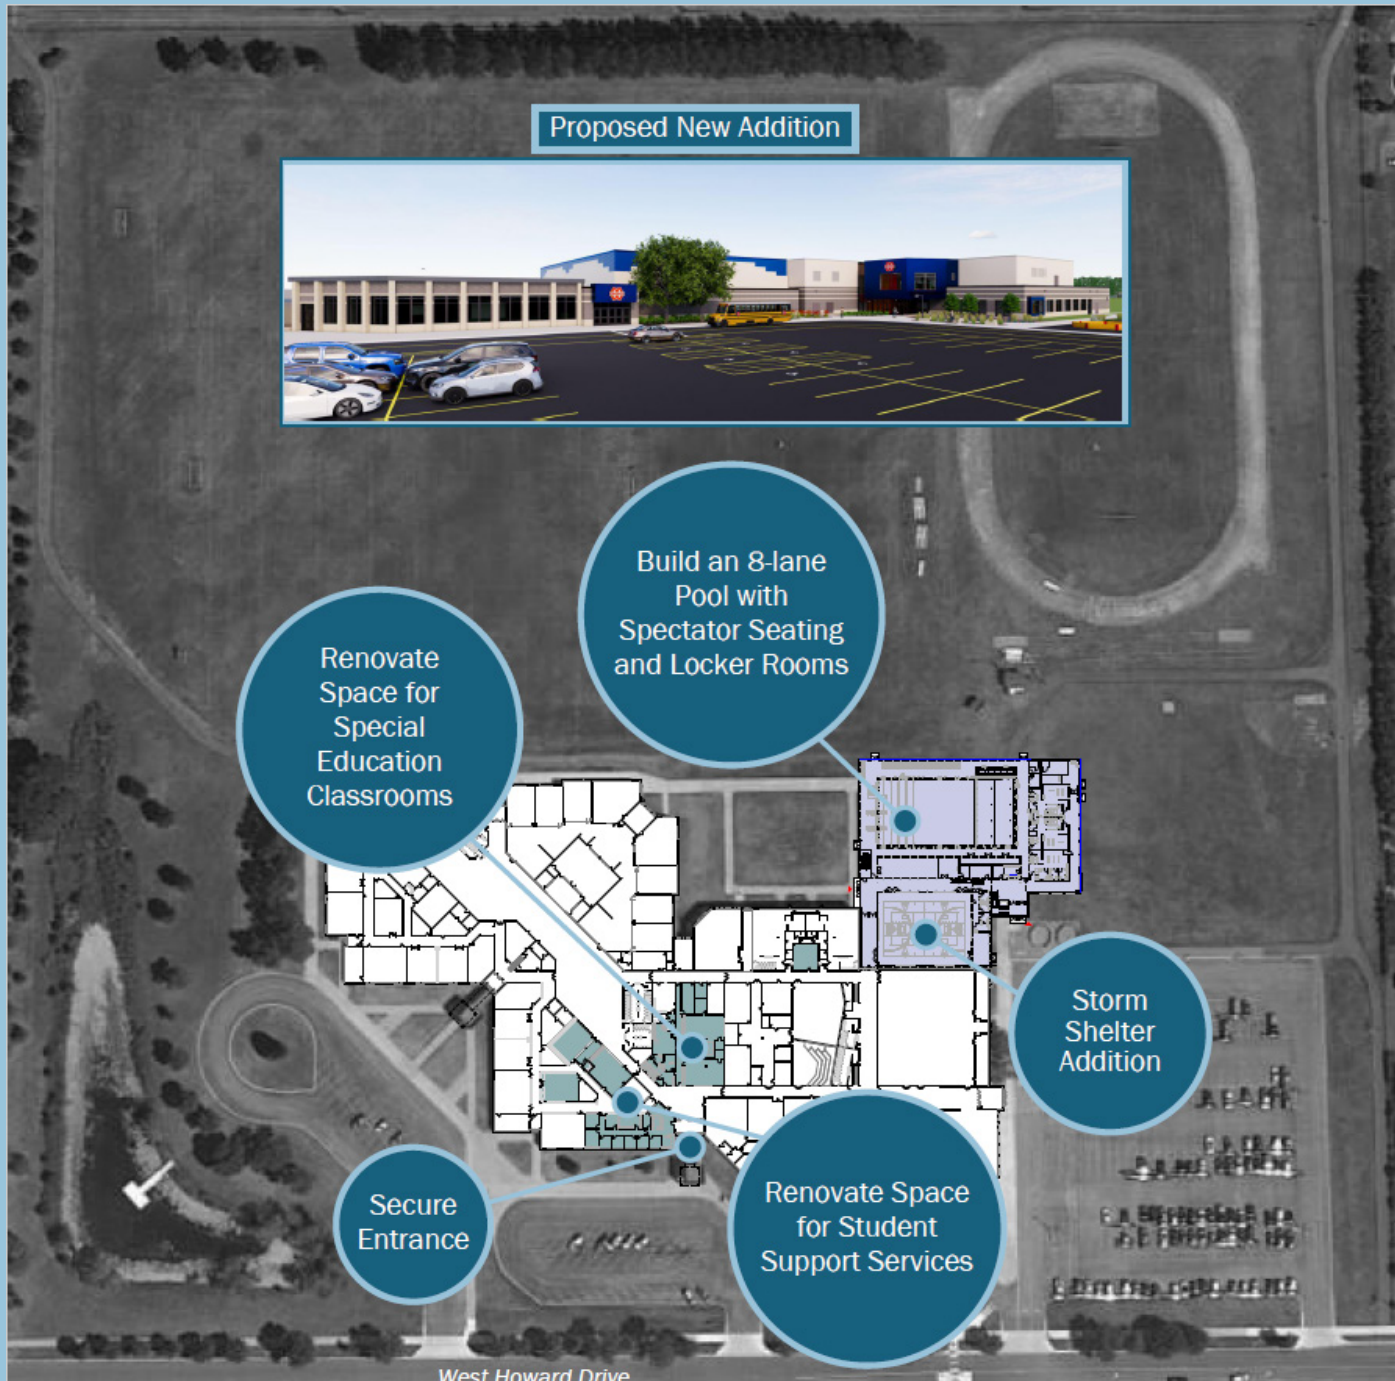 Proposed New Addition
Build an 8-lane
Pool with
Spectator Seating
and Locker Rooms
Renovate
Space for
Special
Education
Classrooms
Storm
Shelter
Addition
Secure
Entrance
Renovate Space
for Student
Support Services
West Howard Drive